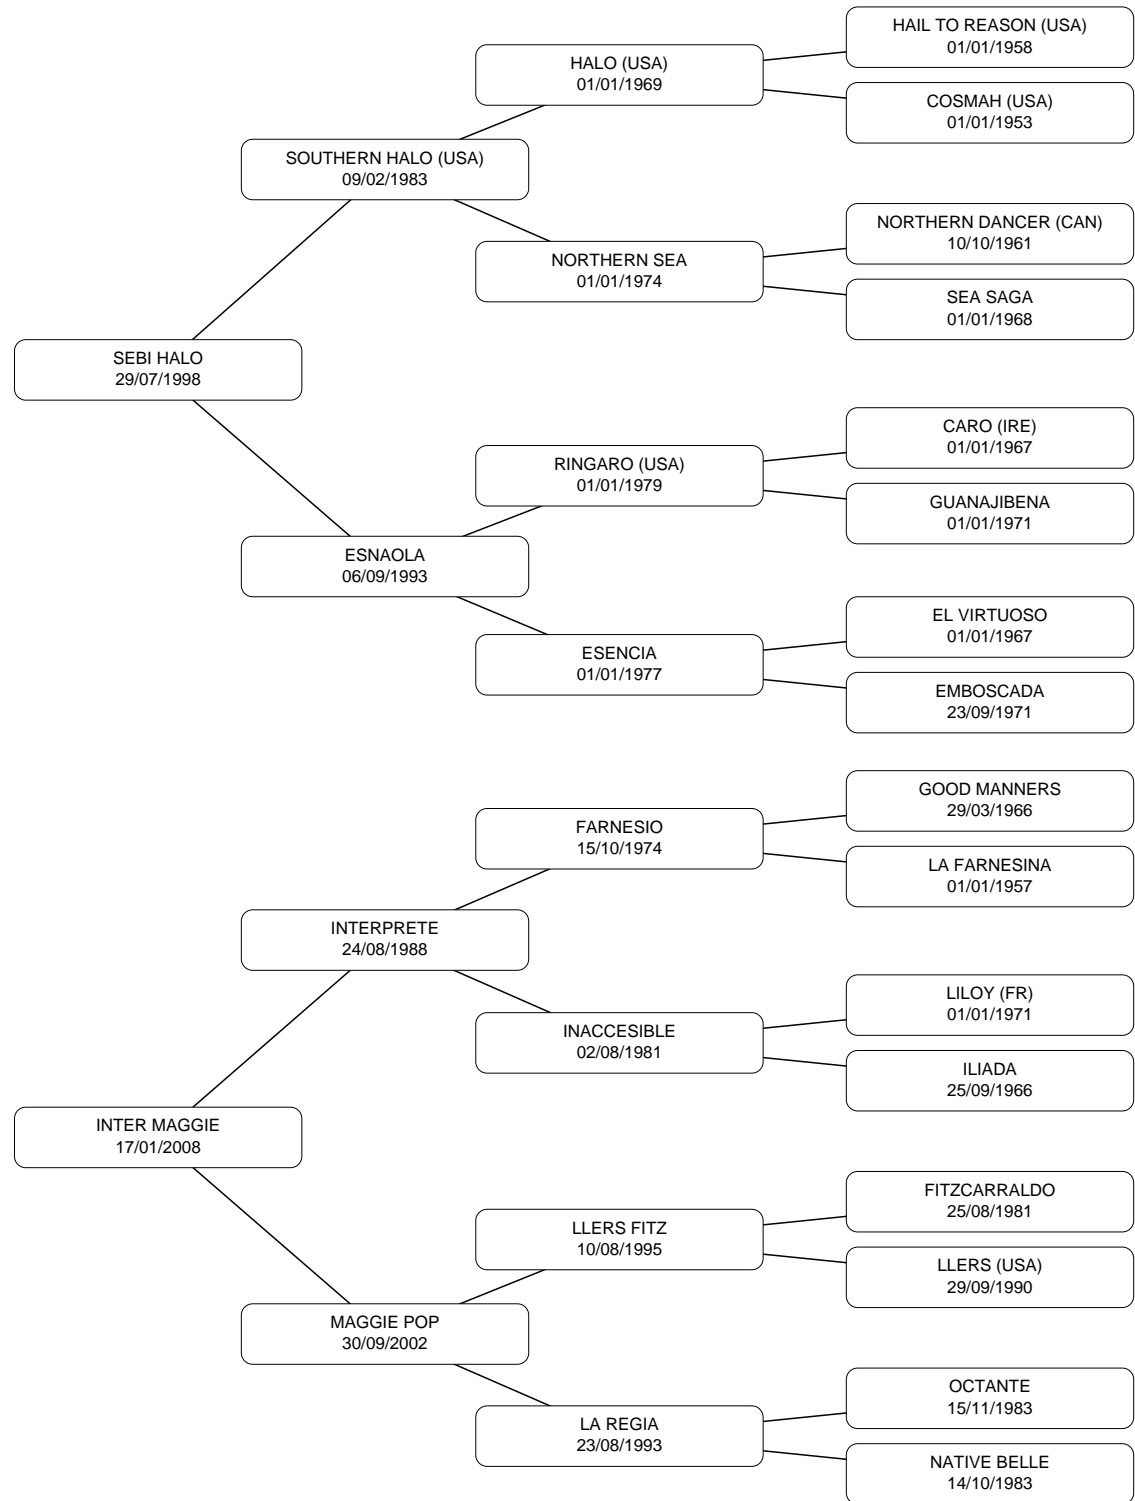 HAIL TO REASON (USA)
01/01/1958
HALO (USA)
01/01/1969
COSMAH (USA)
01/01/1953
SOUTHERN HALO (USA)
09/02/1983
NORTHERN DANCER (CAN)
10/10/1961
NORTHERN SEA
01/01/1974
SEA SAGA
01/01/1968
SEBI HALO
29/07/1998
CARO (IRE)
01/01/1967
RINGARO (USA)
01/01/1979
GUANAJIBENA
01/01/1971
ESNAOLA
06/09/1993
EL VIRTUOSO
01/01/1967
ESENCIA
01/01/1977
EMBOSCADA
23/09/1971
GOOD MANNERS
29/03/1966
FARNESIO
15/10/1974
LA FARNESINA
01/01/1957
INTERPRETE
24/08/1988
LILOY (FR)
01/01/1971
INACCESIBLE
02/08/1981
ILIADA
25/09/1966
INTER MAGGIE
17/01/2008
FITZCARRALDO
25/08/1981
LLERS FITZ
10/08/1995
LLERS (USA)
29/09/1990
MAGGIE POP
30/09/2002
OCTANTE
15/11/1983
LA REGIA
23/08/1993
NATIVE BELLE
14/10/1983